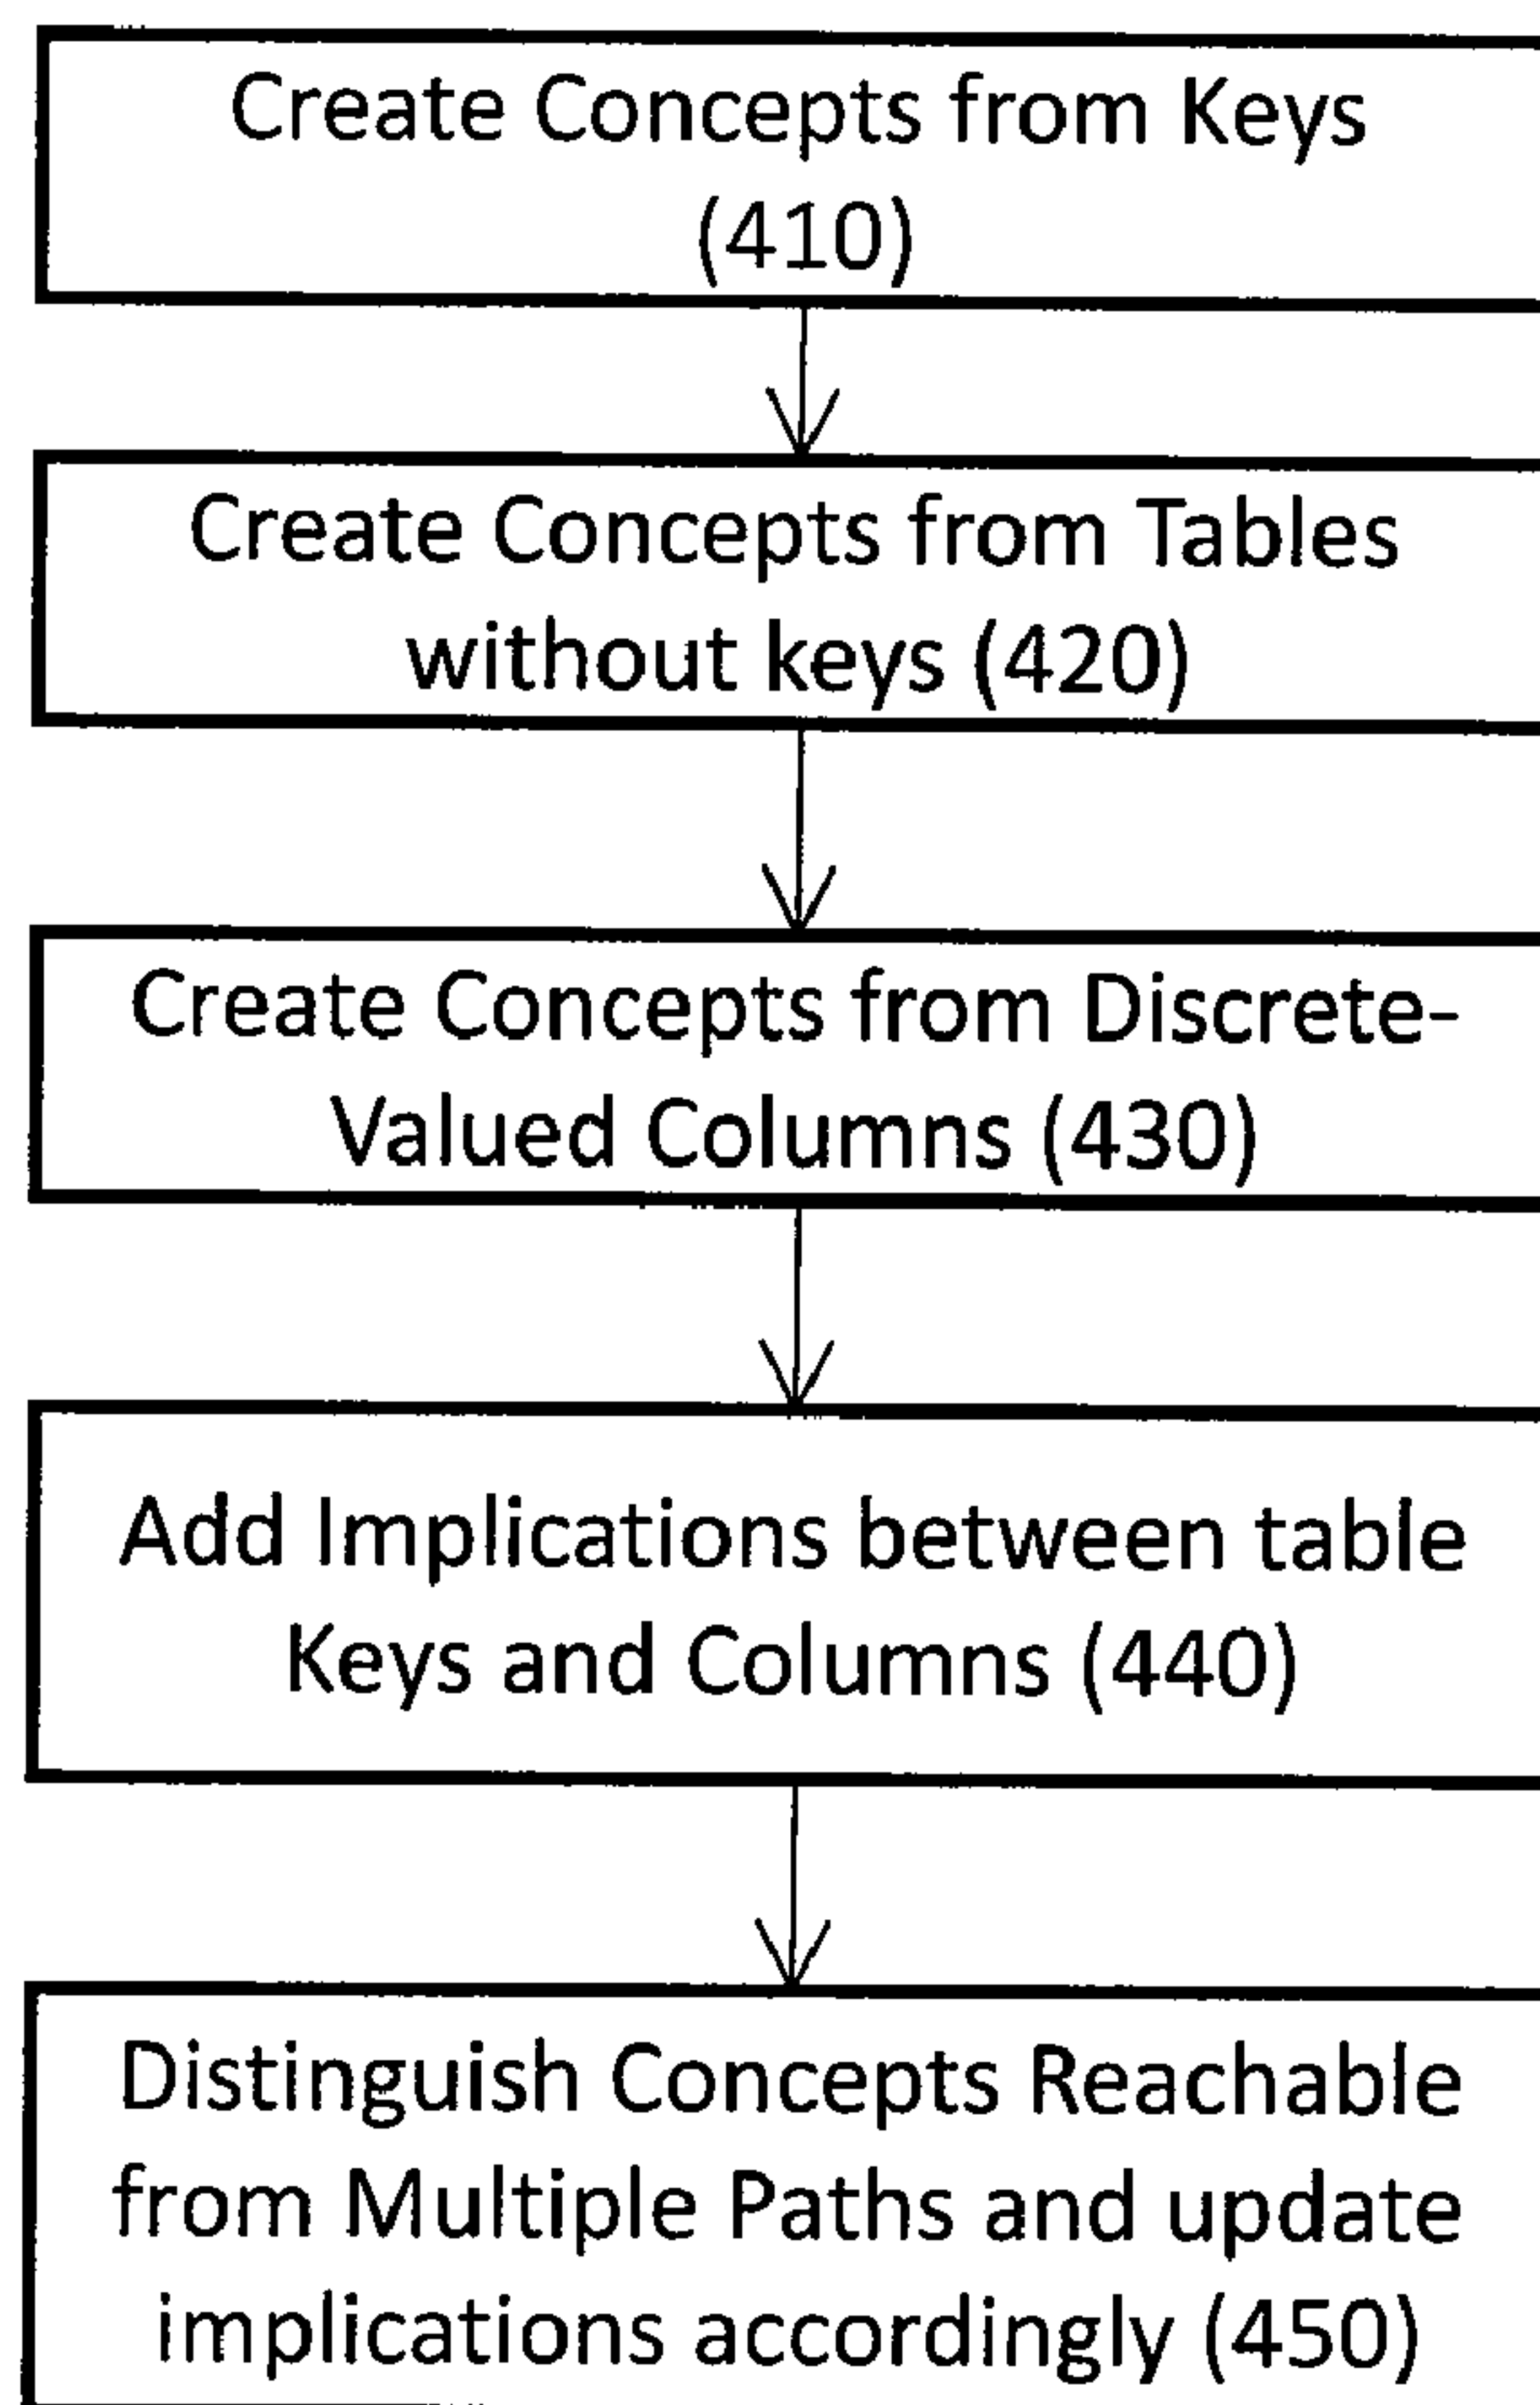 Create Concepts from Keys
(410)
Create Concepts from Tables
without keys (420)
Create Concepts from Discrete-
Valued Columns (430)
Add Implications between table
Keys and Columns (440)
Distinguish Concepts Reachable
from Multiple Paths and update
implications accordingly (450)